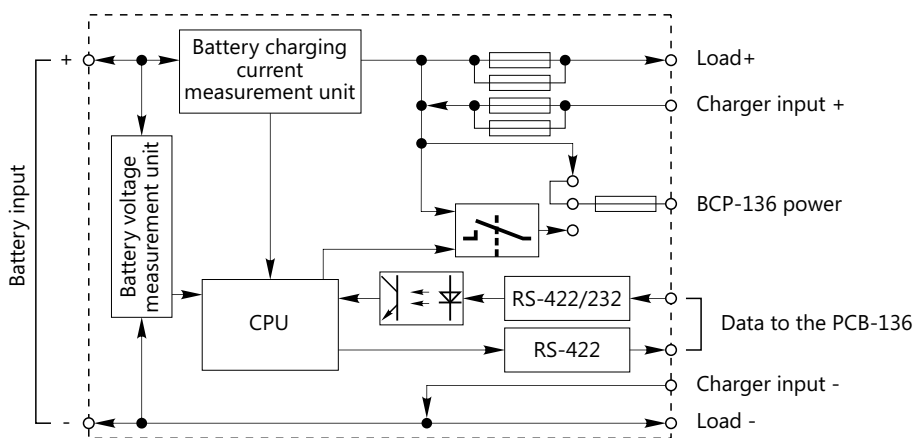 Battery charging
current
measurement unit
+
Load+
Charger input +
Battery input
Battery voltage
measurement unit
BCP-136 power
CPU
RS-422/232
RS-422
Data to the PCB-136
Charger input -
-
Load -